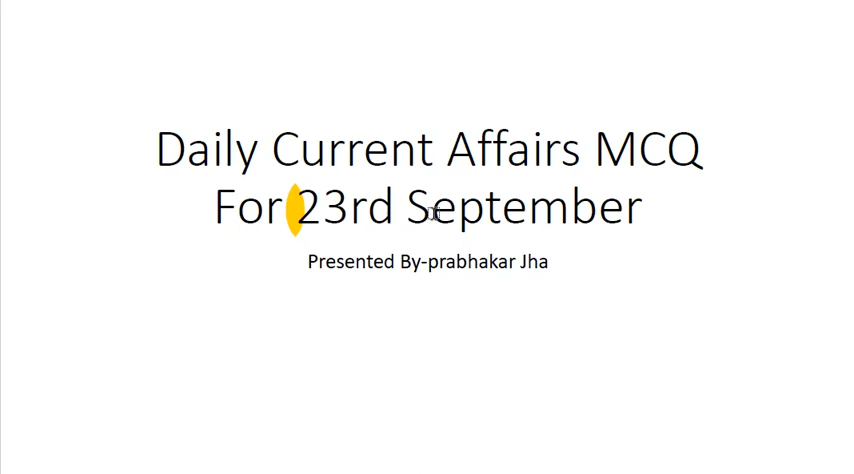 Daily Current Affairs MCQ
For 23rd September
Presented By-prabhakar Jha